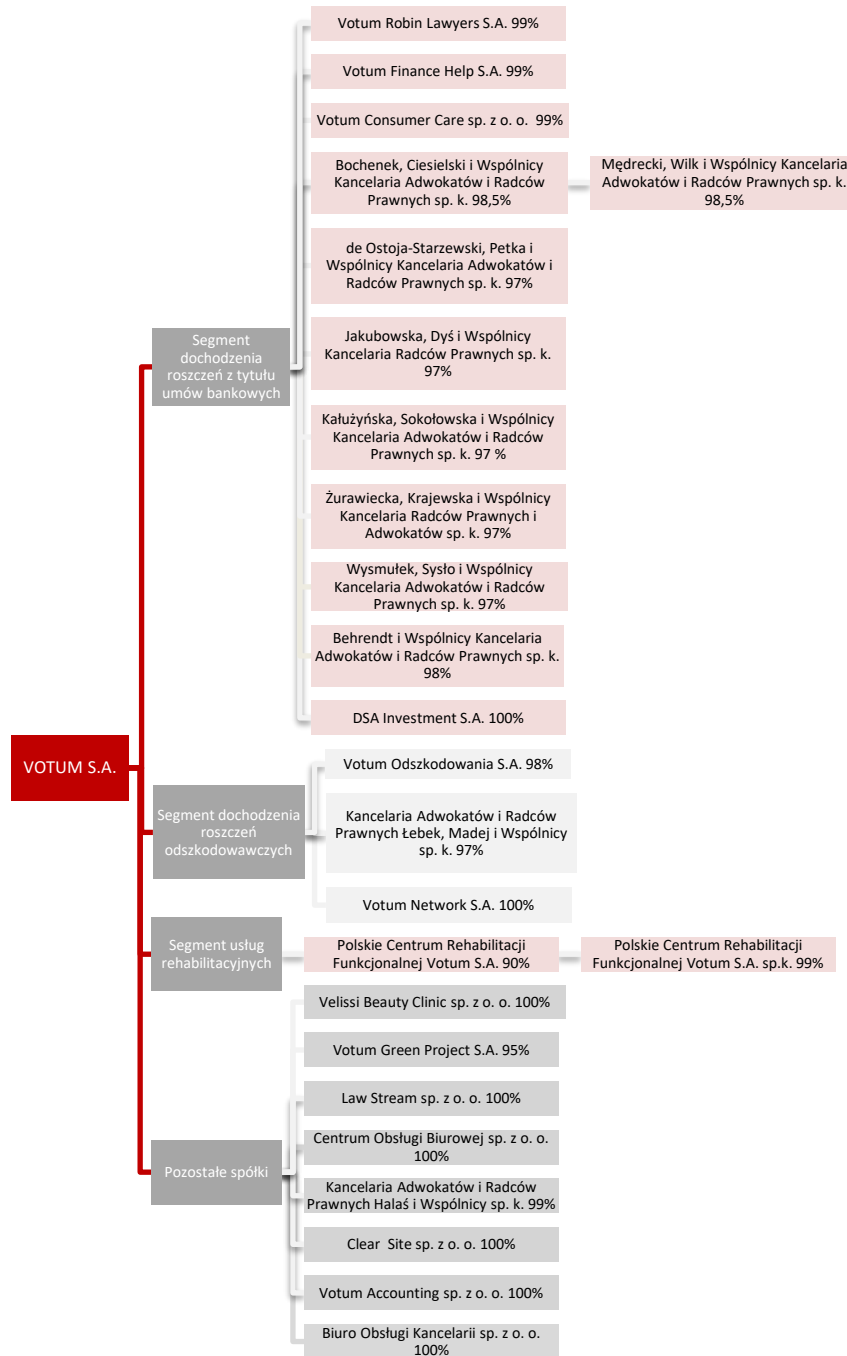 Votum Robin Lawyers S.A. 99%
Votum Finance Help S.A. 99%
Votum Consumer Care sp. z o. o.  99%
Bochenek, Ciesielski i Wspólnicy
Kancelaria Adwokatów i Radców
Prawnych sp. k. 98,5%
Mędrecki, Wilk i Wspólnicy Kancelaria
Adwokatów i Radców Prawnych sp. k.
98,5%
de Ostoja-Starzewski, Petka i
Wspólnicy Kancelaria Adwokatów i
Radców Prawnych sp. k. 97%
Segment
dochodzenia
roszczeń z tytułu
umów bankowych
Jakubowska, Dyś i Wspólnicy
Kancelaria Radców Prawnych sp. k.
97%
Kałużyńska, Sokołowska i Wspólnicy
Kancelaria Adwokatów i Radców
Prawnych sp. k. 97 %
Żurawiecka, Krajewska i Wspólnicy
Kancelaria Radców Prawnych i
Adwokatów sp. k. 97%
Wysmułek, Sysło i Wspólnicy
Kancelaria Adwokatów i Radców
Prawnych sp. k. 97%
Behrendt i Wspólnicy Kancelaria
Adwokatów i Radców Prawnych sp. k.
98%
DSA Investment S.A. 100%
VOTUM S.A.
Votum Odszkodowania S.A. 98%
Segment dochodzenia
roszczeń
odszkodowawczych
Kancelaria Adwokatów i Radców
Prawnych Łebek, Madej i Wspólnicy
sp. k. 97%
Votum Network S.A. 100%
Segment usług
rehabilitacyjnych
Polskie Centrum Rehabilitacji
Funkcjonalnej Votum S.A. 90%
Polskie Centrum Rehabilitacji
Funkcjonalnej Votum S.A. sp.k. 99%
Velissi Beauty Clinic sp. z o. o. 100%
Votum Green Project S.A. 95%
Law Stream sp. z o. o. 100%
Centrum Obsługi Biurowej sp. z o. o.
100%
Pozostałe spółki
Kancelaria Adwokatów i Radców
Prawnych Halaś i Wspólnicy sp. k. 99%
Clear  Site sp. z o. o. 100%
Votum Accounting sp. z o. o. 100%
Biuro Obsługi Kancelarii sp. z o. o.
100%